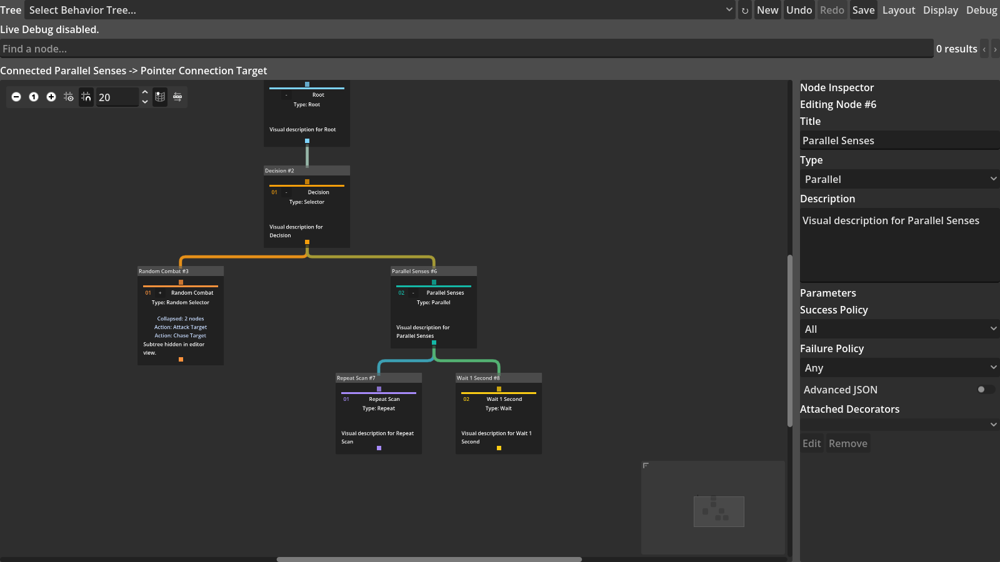 Tree Select Behavior Tree... New Undo Redo Save Layout Display Debug
Live Debug disabled.
Find a node... 0 results
Connected Parallel Senses -> Pointer Connection Target
20
- Root
Type: Root
Visual description for Root
Decision #2
01 - Decision
Type: Selector
Visual description for
Decision
Random Combat #3
01 + Random Combat
Type: Random Selector
Collapsed: 2 nodes
Action: Attack Target
Action: Chase Target
Subtree hidden in editor
view.
Parallel Senses #6
02 - Parallel Senses
Type: Parallel
Visual description for
Parallel Senses
Repeat Scan #7
01 Repeat Scan
Type: Repeat
Visual description for Repeat
Scan
Wait 1 Second #8
02 Wait 1 Second
Type: Wait
Visual description for Wait 1
Second
Node Inspector
Editing Node #6
Title
Parallel Senses
Type
Parallel
Description
Visual description for Parallel Senses
Parameters
Success Policy
All
Failure Policy
Any
Advanced JSON
Attached Decorators
Edit Remove